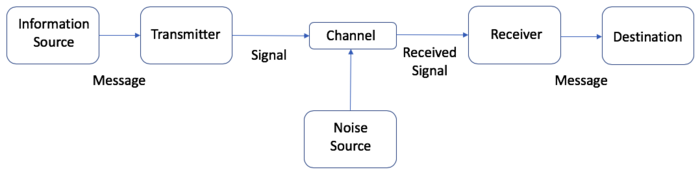 Information
Source
Transmitter
Channel
Receiver
Destination
Message
Signal
Received
Signal
Message
Noise
Source